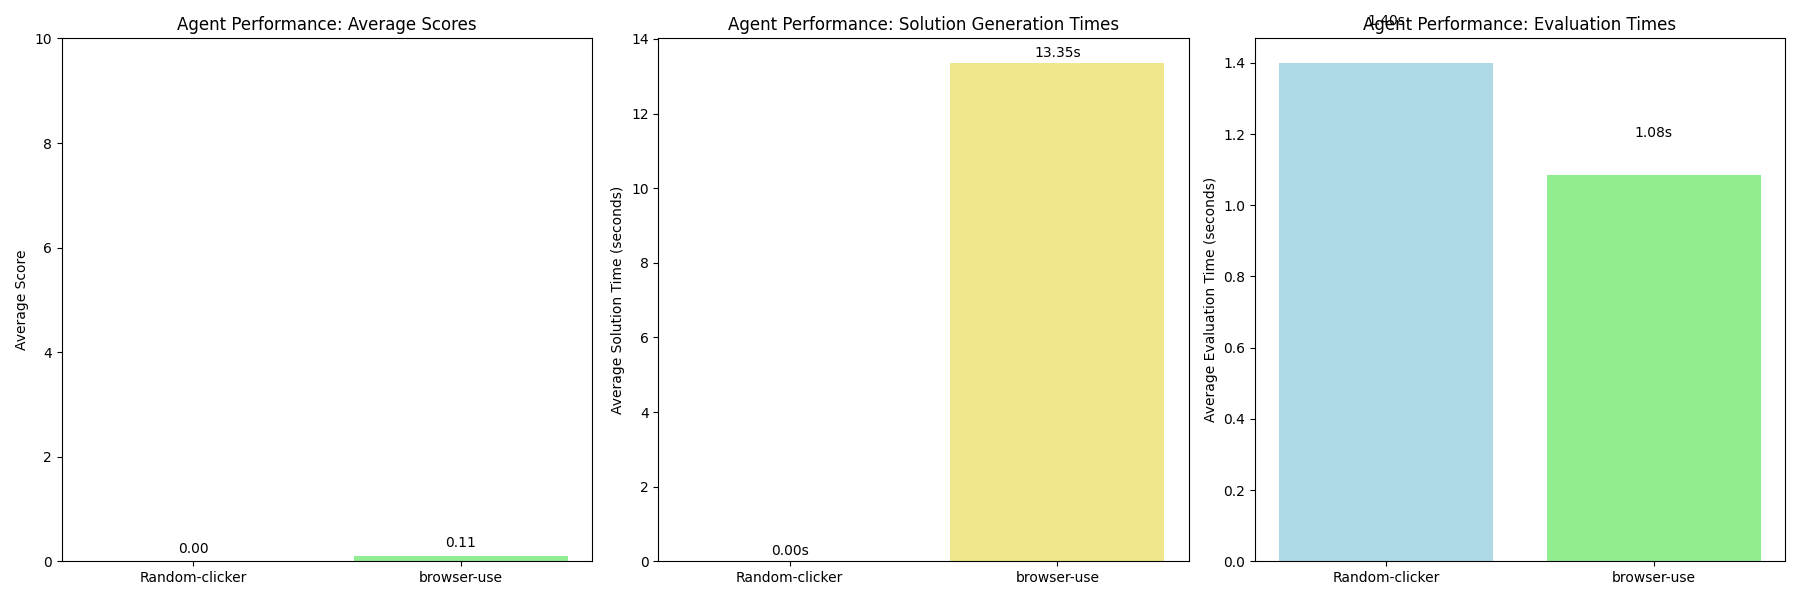 Agent Performance: Average Scores
Average Score
10
8
6
4
2
0
0.00
0.11
Random-clicker
browser-use
Agent Performance: Solution Generation Times
Average Solution Time (seconds)
14
12
10
8
6
4
2
0
0.00s
13.35s
Random-clicker
browser-use
Agent Performance: Evaluation Times
1.40s
Average Evaluation Time (seconds)
1.4
1.2
1.0
0.8
0.6
0.4
0.2
0.0
1.08s
Random-clicker
browser-use